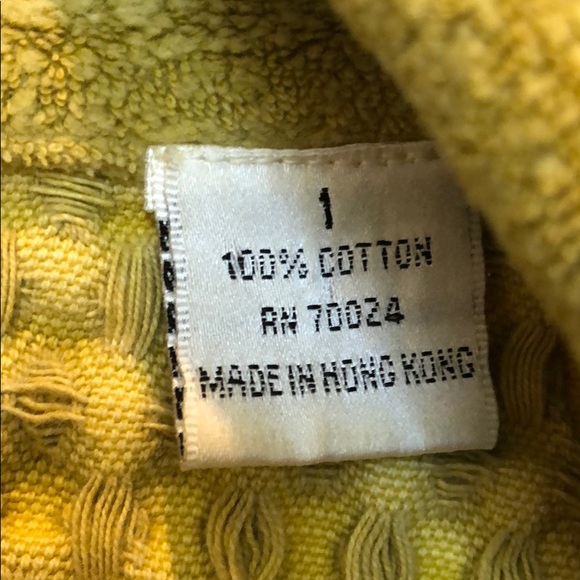 1
100% COTTON
RN 70024
MADE IN HONG KONG